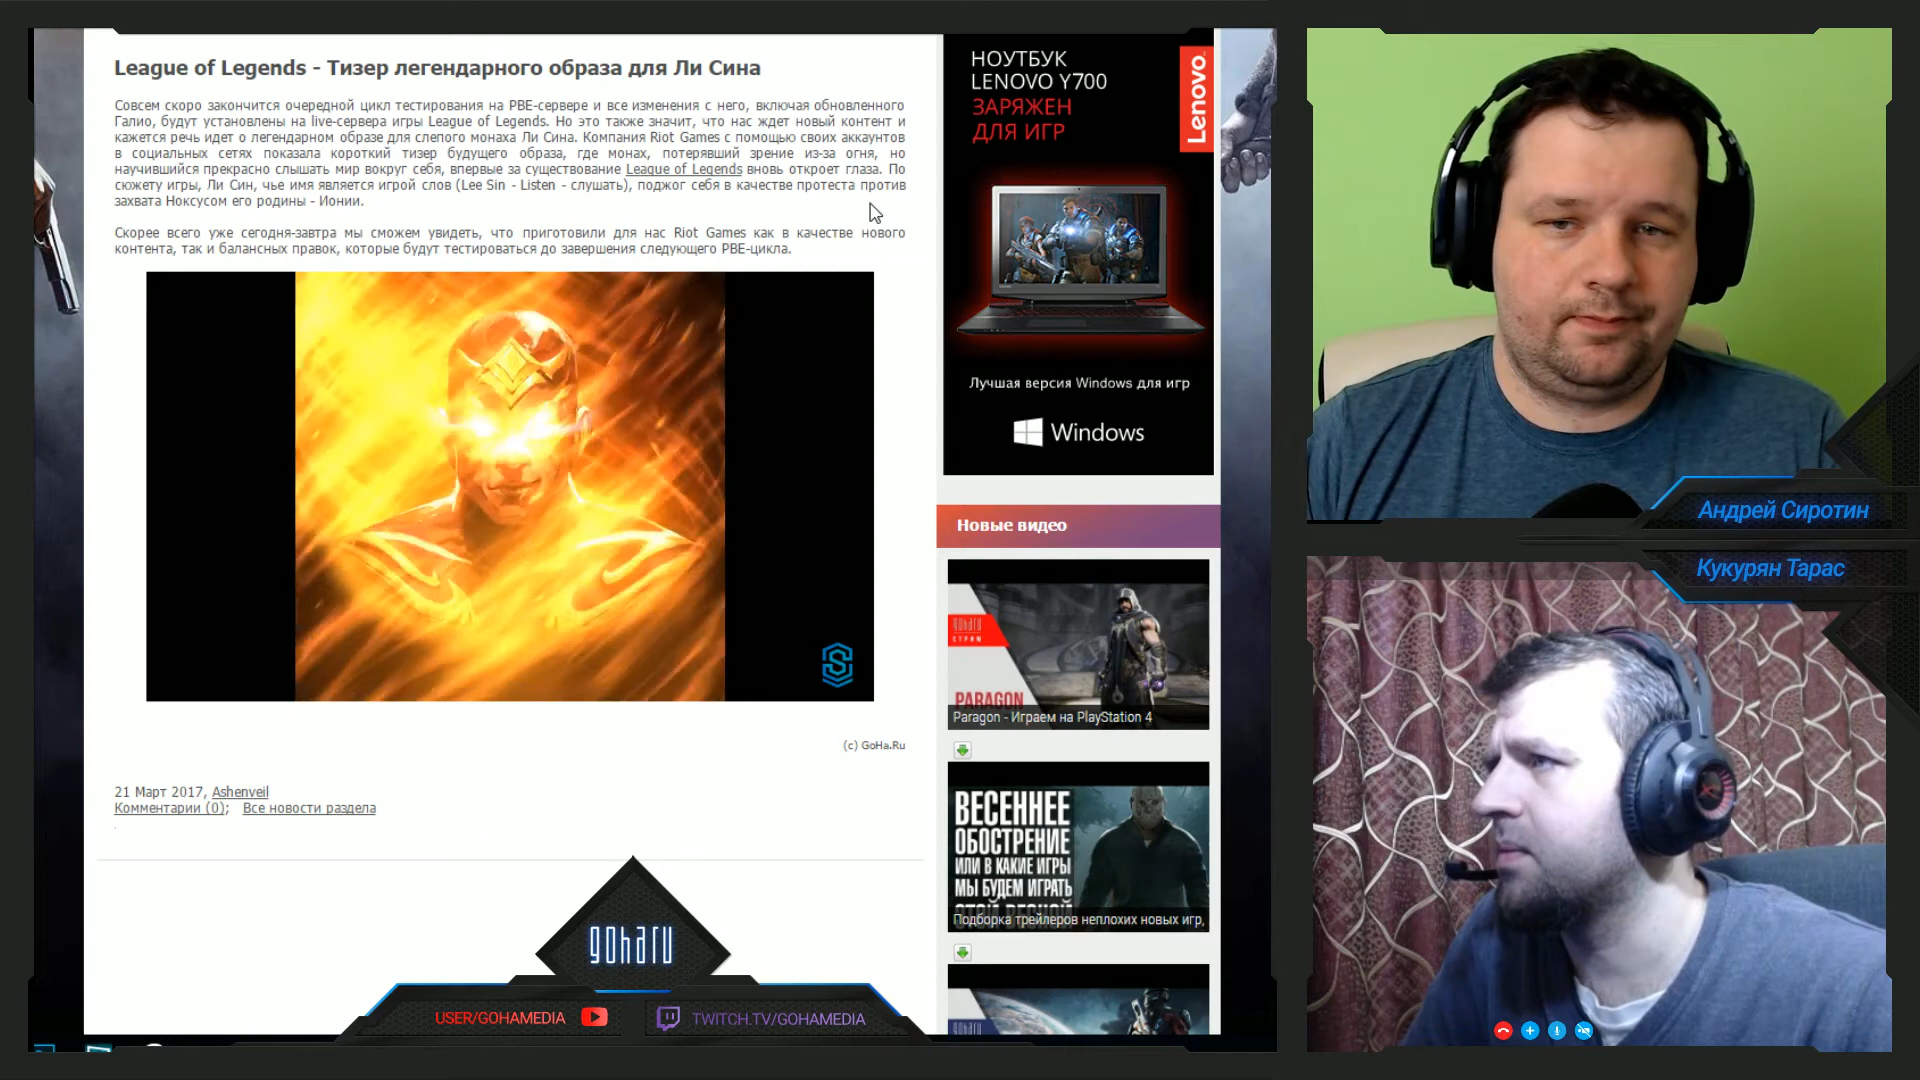 League of Legends - Тизер легендарного образа для Ли Сина
Совсем скоро закончится очередной цикл тестирования на PBE-сервере и все изменения с него, включая обновленного
Галио, будут установлены на live-сервера игры League of Legends. Но это также значит, что нас ждет новый контент и
кажется речь идет о легендарном образе для слепого монаха Ли Сина. Компания Riot Games с помощью своих аккаунтов
в социальных сетях показала короткий тизер будущего образа, где монах, потерявший зрение из-за огня, но
научившийся прекрасно слышать мир вокруг себя, впервые за существование League of Legends вновь откроет глаза. По
сюжету игры, Ли Син, чье имя является игрой слов (Lee Sin - Listen - слушать), поджог себя в качестве протеста против
захвата Ноксусом его родины - Ионии.
Скорее всего уже сегодня-завтра мы сможем увидеть, что приготовили для нас Riot Games как в качестве нового
контента, так и балансных правок, которые будут тестироваться до завершения следующего PBE-цикла.
(c) GoHa.Ru
21 Март 2017, Ashenveil
Комментарии (0); Все новости раздела
НОУТБУК
LENOVO Y700
ЗАРЯЖЕН
ДЛЯ ИГР
Lenovo
Лучшая версия Windows для игр
Windows
Новые видео
goharu
СТРИМ
PARAGON
Paragon - Играем на PlayStation 4
ВЕСЕННЕЕ
ОБОСТРЕНИЕ
ИЛИ В КАКИЕ ИГРЫ
МЫ БУДЕМ ИГРАТЬ
ЭТОЙ ВЕСНОЙ
Подборка трейлеров неплохих новых игр,
goharu
goharu
USER/GOHAMEDIA
TWITCH.TV/GOHAMEDIA
Андрей Сиротин
Кукурян Тарас